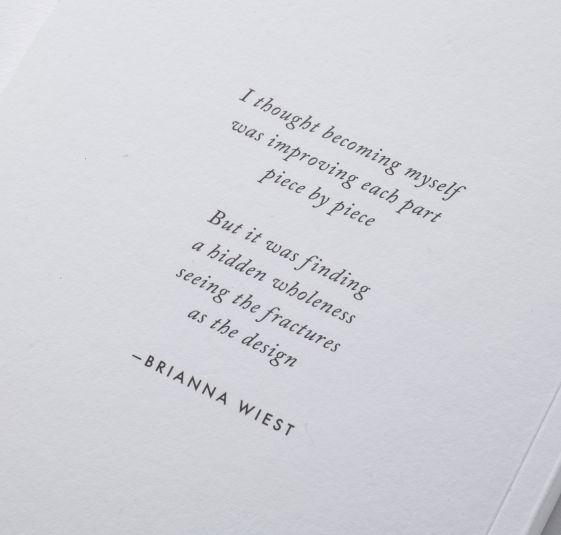 I thought becoming myself
was improving each part
piece by piece
But it was finding
a hidden wholeness
seeing the fractures
as the design
—BRIANNA WIEST